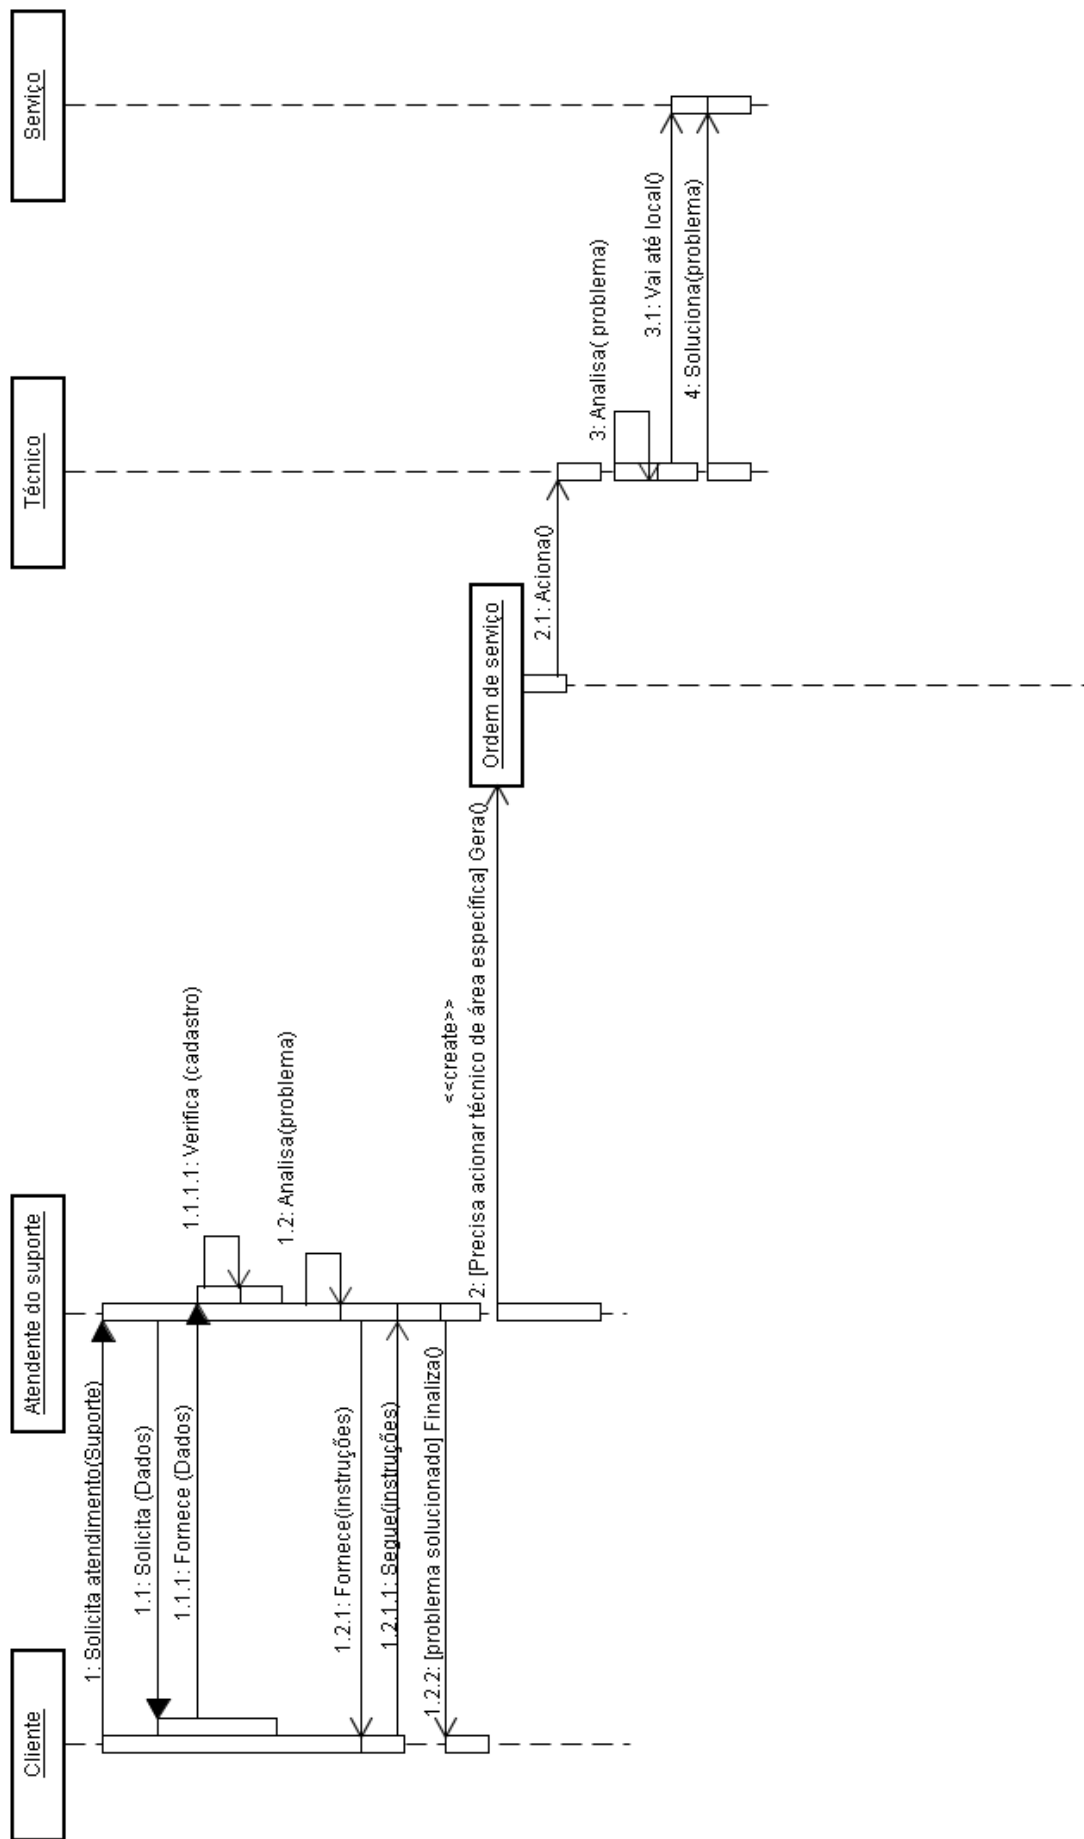 Cliente
Atendente do suporte
Técnico
Serviço
1: Solicita atendimento(Suporte)
1.1: Solicita (Dados)
1.1.1: Fornece (Dados)
1.1.1.1: Verifica (cadastro)
1.2: Analisa(problema)
1.2.1: Fornece(instruções)
1.2.1.1: Segue(instruções)
1.2.2: [problema solucionado] Finaliza()
<<create>>
2: [Precisa acionar técnico de área específica] Gera()
Ordem de serviço
2.1: Aciona()
3: Analisa( problema)
3.1: Vai até local()
4: Soluciona(problema)